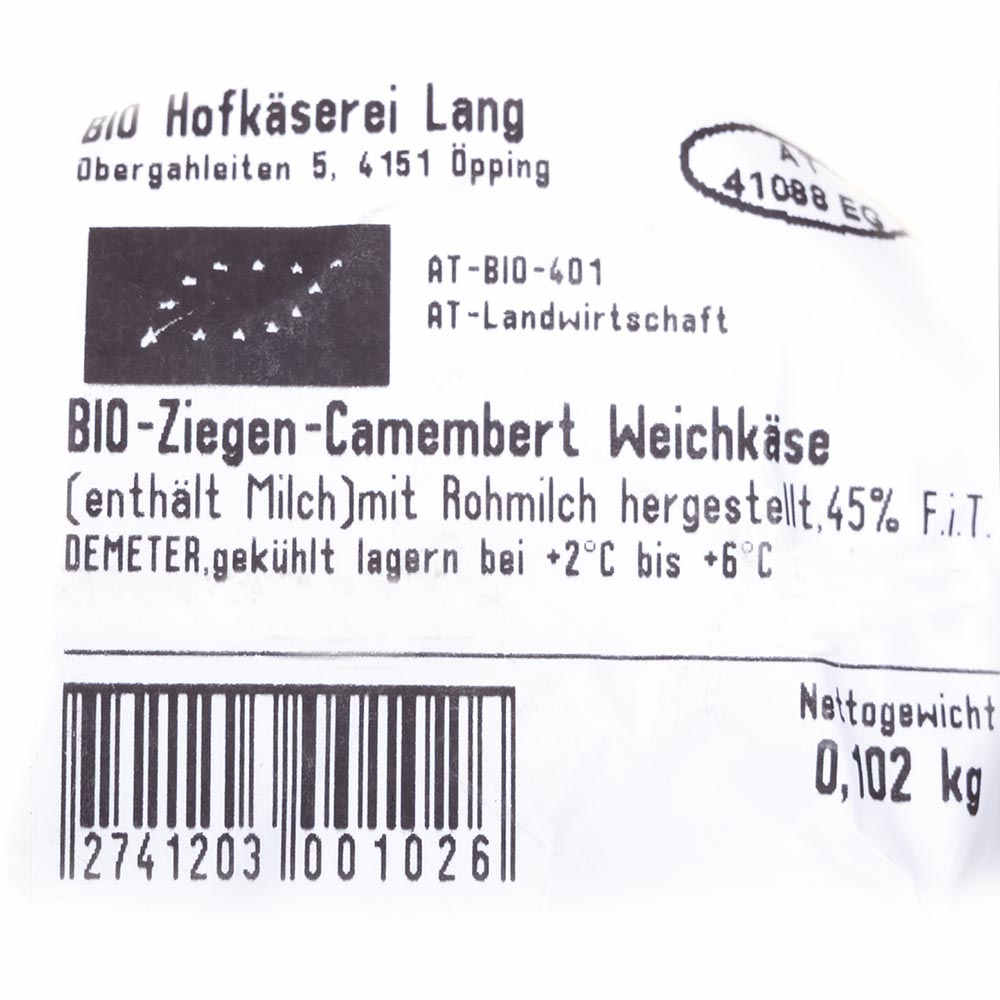 BIO Hofkäserei Lang
Obergahleiten 5, 4151 Öpping
AT
41088 EG
AT-BIO-401
AT-Landwirtschaft
BIO-Ziegen-Camembert Weichkäse
(enthält Milch)mit Rohmilch hergestellt,45% F.i.T.
DEMETER,gekühlt lagern bei +2°C bis +6°C
Nettogewicht
0,102 kg
2741203 001026